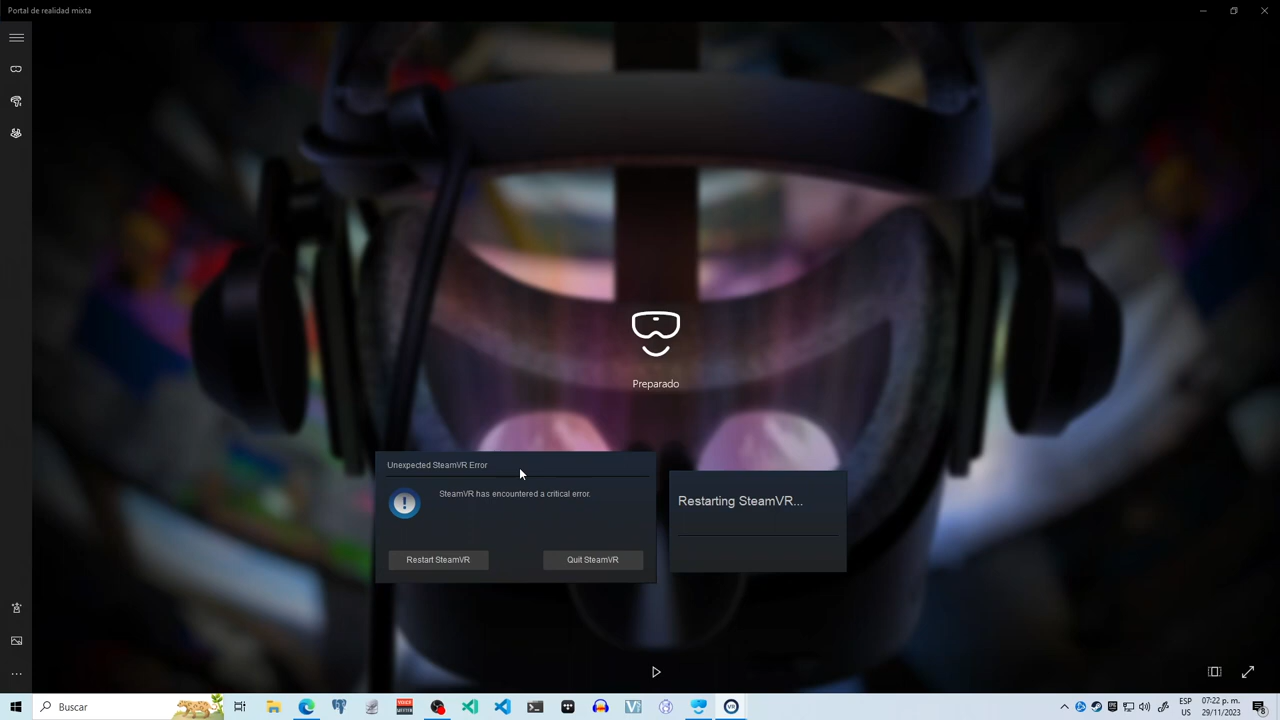 Portal de realidad mixta
Preparado
Unexpected SteamVR Error
SteamVR has encountered a critical error.
Restart SteamVR
Quit SteamVR
Restarting SteamVR...
Buscar
ESP
US
07:22 p. m.
29/11/2023